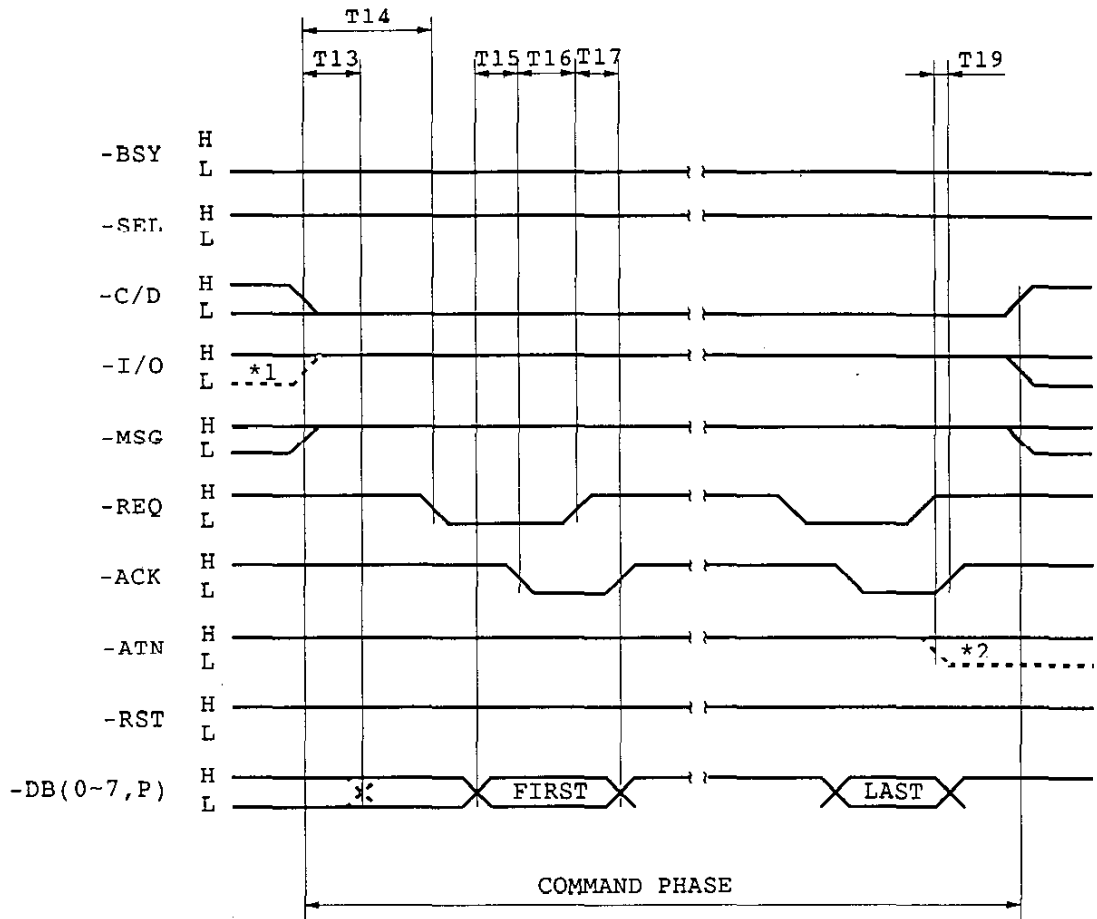 T14
T13 T15 T16 T17 T19
-BSY H L
-SEL H L
-C/D H L
-I/O H L *1
-MSG H L
-REQ H L
-ACK H L
-ATN H L *2
-RST H L
-DB(0~7,P) H L FIRST LAST
COMMAND PHASE